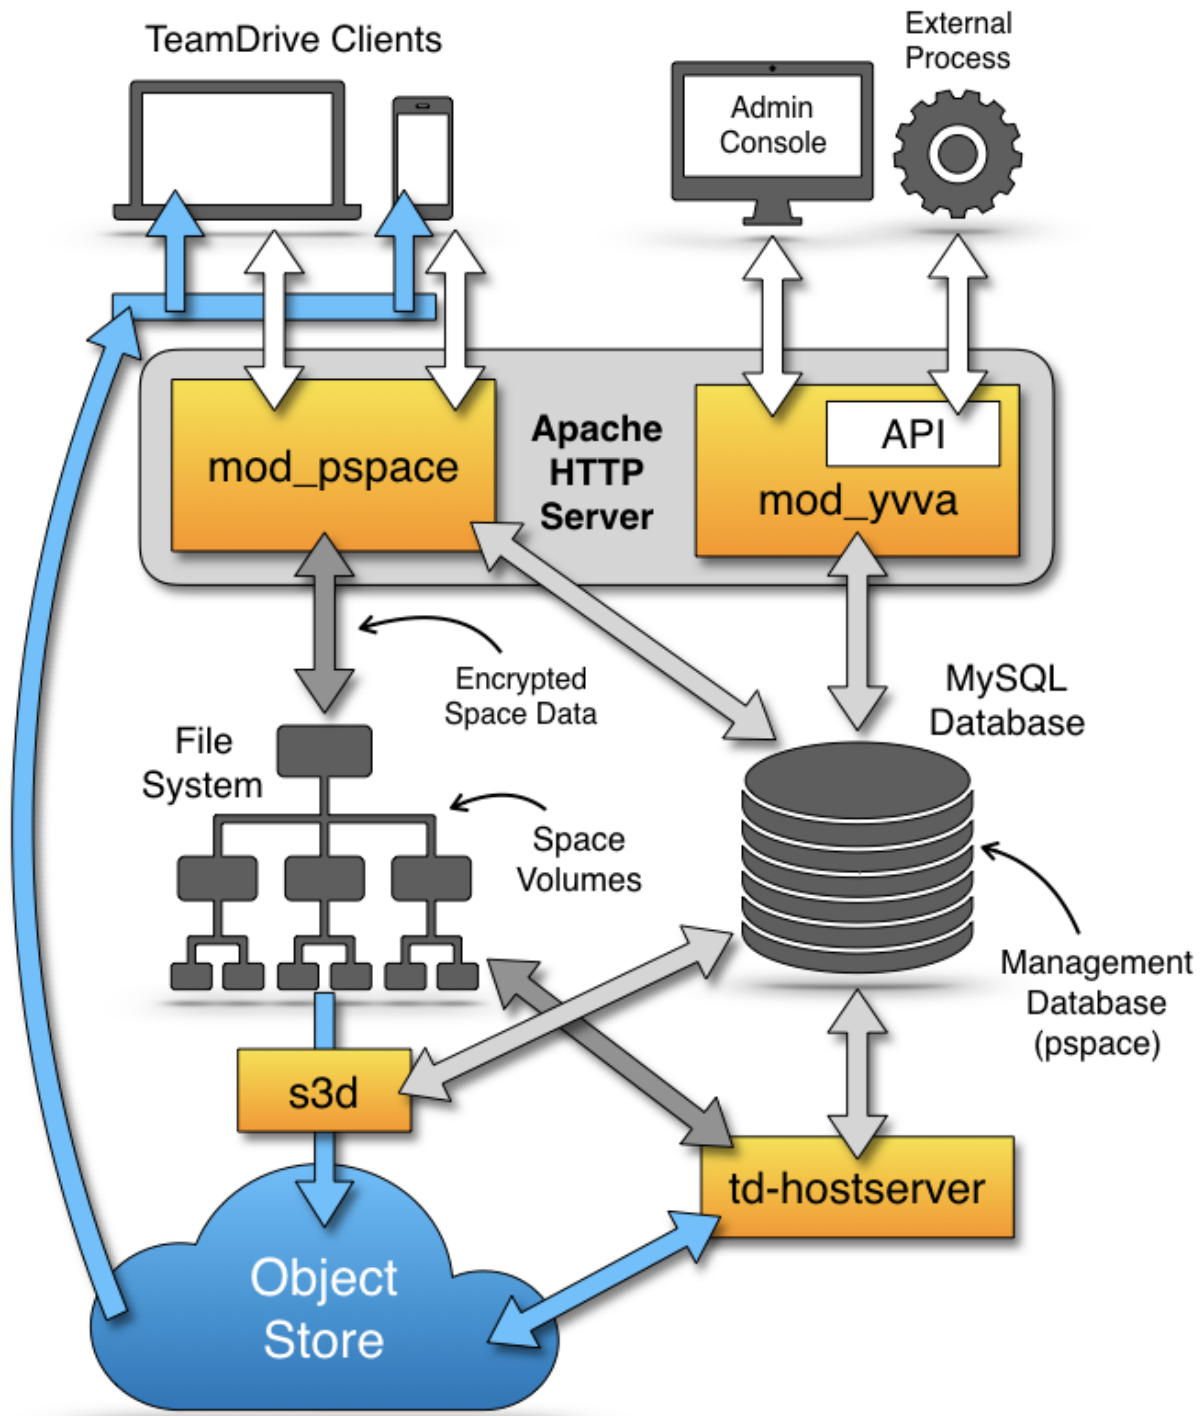 TeamDrive Clients
External
Process
Admin
Console
Apache
HTTP
Server
API
mod_pspace
mod_yvva
Encrypted
Space Data
MySQL
Database
File
System
Space
Volumes
Management
Database
(pspace)
s3d
td-hostserver
Object
Store